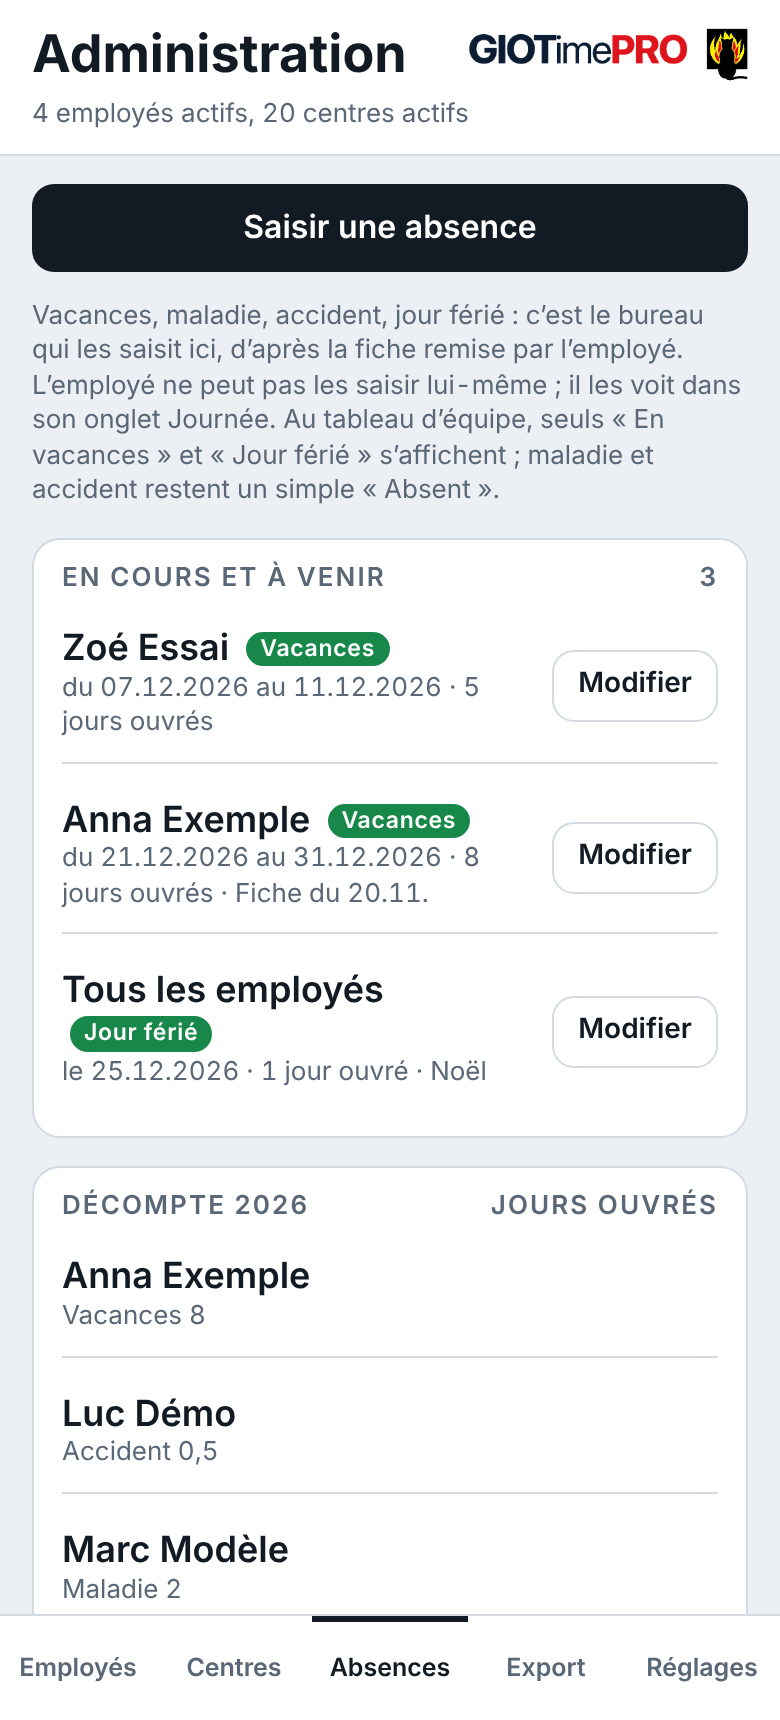 Administration
GIOTimePRO
4 employés actifs, 20 centres actifs
Saisir une absence
Vacances, maladie, accident, jour férié : c’est le bureau
qui les saisit ici, d’après la fiche remise par l’employé.
L’employé ne peut pas les saisir lui-même ; il les voit dans
son onglet Journée. Au tableau d’équipe, seuls « En
vacances » et « Jour férié » s’affichent ; maladie et
accident restent un simple « Absent ».
EN COURS ET À VENIR 3
Zoé Essai Vacances
du 07.12.2026 au 11.12.2026 · 5
jours ouvrés
Modifier
Anna Exemple Vacances
du 21.12.2026 au 31.12.2026 · 8
jours ouvrés · Fiche du 20.11.
Modifier
Tous les employés
Jour férié
le 25.12.2026 · 1 jour ouvré · Noël
Modifier
DÉCOMPTE 2026 JOURS OUVRÉS
Anna Exemple
Vacances 8
Luc Démo
Accident 0,5
Marc Modèle
Maladie 2
Employés Centres Absences Export Réglages